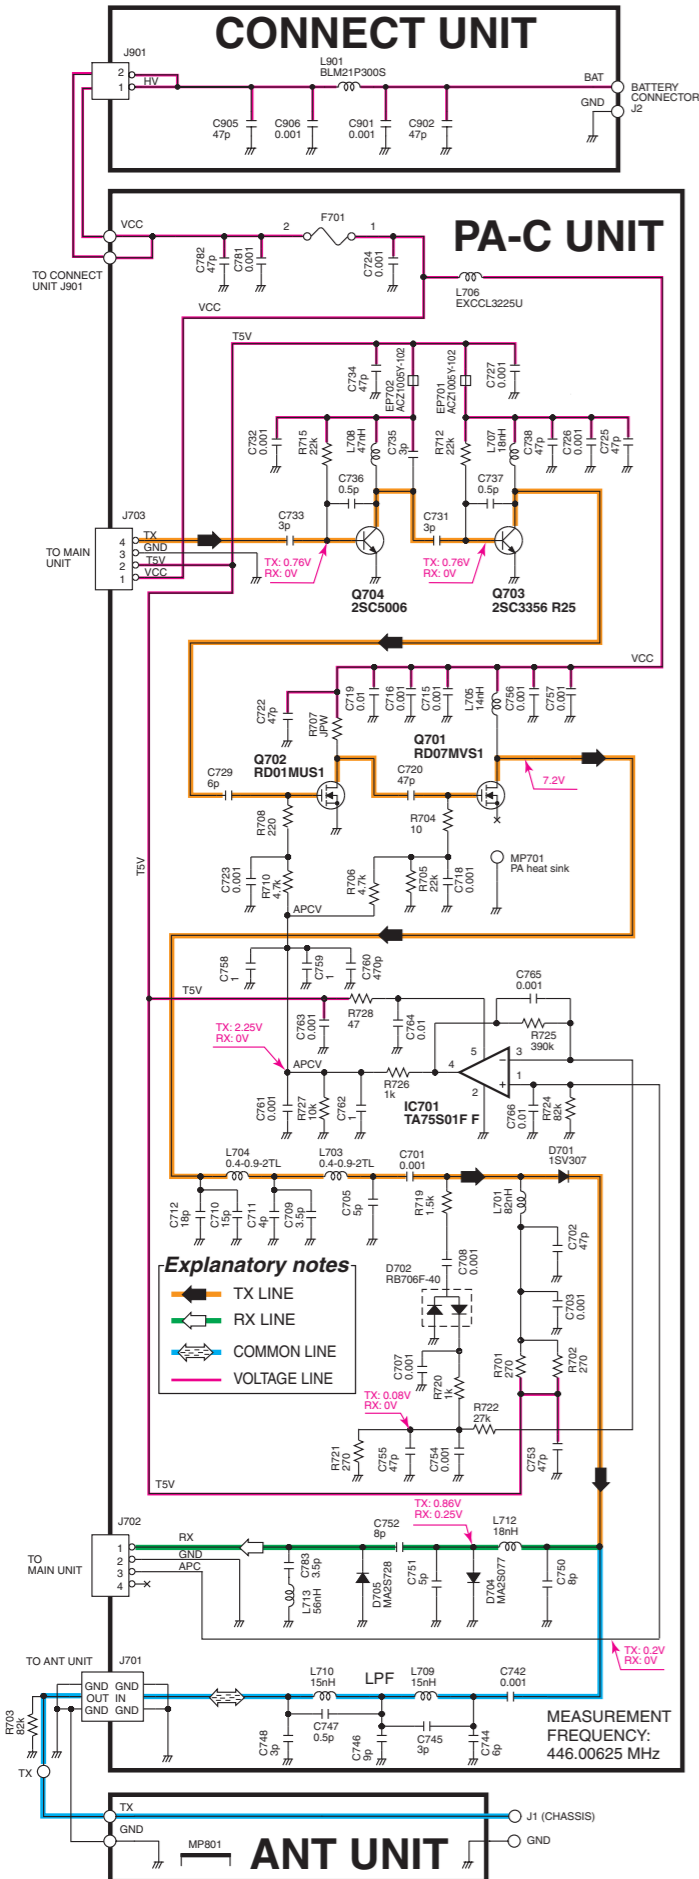 CONNECT UNIT
J901
2
1
HV
L901
BLM21P300S
BAT
GND
BATTERY
CONNECTOR
J2
C905
47p
C906
0.001
C901
0.001
C902
47p
PA-C UNIT
VCC
TO CONNECT
UNIT J901
C782
47p
C781
0.001
2
F701
1
C724
0.001
L706
EXCCL3225U
VCC
T5V
C734
47p
EP702
ACZ1005Y-102
EP701
ACZ1005Y-102
C727
0.001
C732
0.001
R715
22k
L708
47nH
C735
3p
R712
22k
L707
18nH
C738
47p
C726
0.001
C725
47p
C736
0.5p
C737
0.5p
J703
TO MAIN
UNIT
4
3
2
1
TX
GND
T5V
VCC
C733
3p
C731
3p
TX: 0.76V
RX: 0V
TX: 0.76V
RX: 0V
Q704
2SC5006
Q703
2SC3356 R25
VCC
C722
47p
R707
JPW
C719
0.01
C716
0.001
C715
0.001
L705
14nH
C756
0.001
C757
0.001
Q702
RD01MUS1
Q701
RD07MVS1
C729
6p
C720
47p
7.2V
R708
220
R704
10
T5V
C723
0.001
R710
4.7k
R706
4.7k
R705
22k
C718
0.001
MP701
PA heat sink
APCV
C758
1
C759
1
C760
470p
T5V
C763
0.001
R728
47
C764
0.01
C765
0.001
R725
390k
TX: 2.25V
RX: 0V
APCV
R726
1k
4
5
2
3
1
C761
0.001
R727
10k
C762
1
IC701
TA75S01F F
C766
0.01
R724
82k
L704
0.4-0.9-2TL
L703
0.4-0.9-2TL
C701
0.001
D701
1SV307
C712
18p
C710
15p
C711
4p
C709
3.5p
C705
5p
R719
1.5k
L701
82nH
C702
47p
C708
0.001
D702
RB706F-40
C703
0.001
Explanatory notes
TX LINE
RX LINE
COMMON LINE
VOLTAGE LINE
C707
0.001
R720
1k
R701
270
R702
270
TX: 0.08V
RX: 0V
R722
27k
R721
270
C755
47p
C754
0.001
C753
47p
T5V
J702
TO
MAIN UNIT
1
2
3
4
RX
GND
APC
C752
8p
TX: 0.86V
RX: 0.25V
L712
18nH
C783
3.5p
L713
56nH
D705
MA2S728
C751
5p
D704
MA2S077
C750
8p
TX: 0.2V
RX: 0V
TO ANT UNIT
J701
GND GND
OUT IN
GND GND
R703
82k
L710
15nH
LPF
L709
15nH
C742
0.001
C748
3p
C747
0.5p
C746
9p
C745
3p
C744
6p
MEASUREMENT
FREQUENCY:
446.00625 MHz
TX
TX
GND
MP801
ANT UNIT
J1 (CHASSIS)
GND